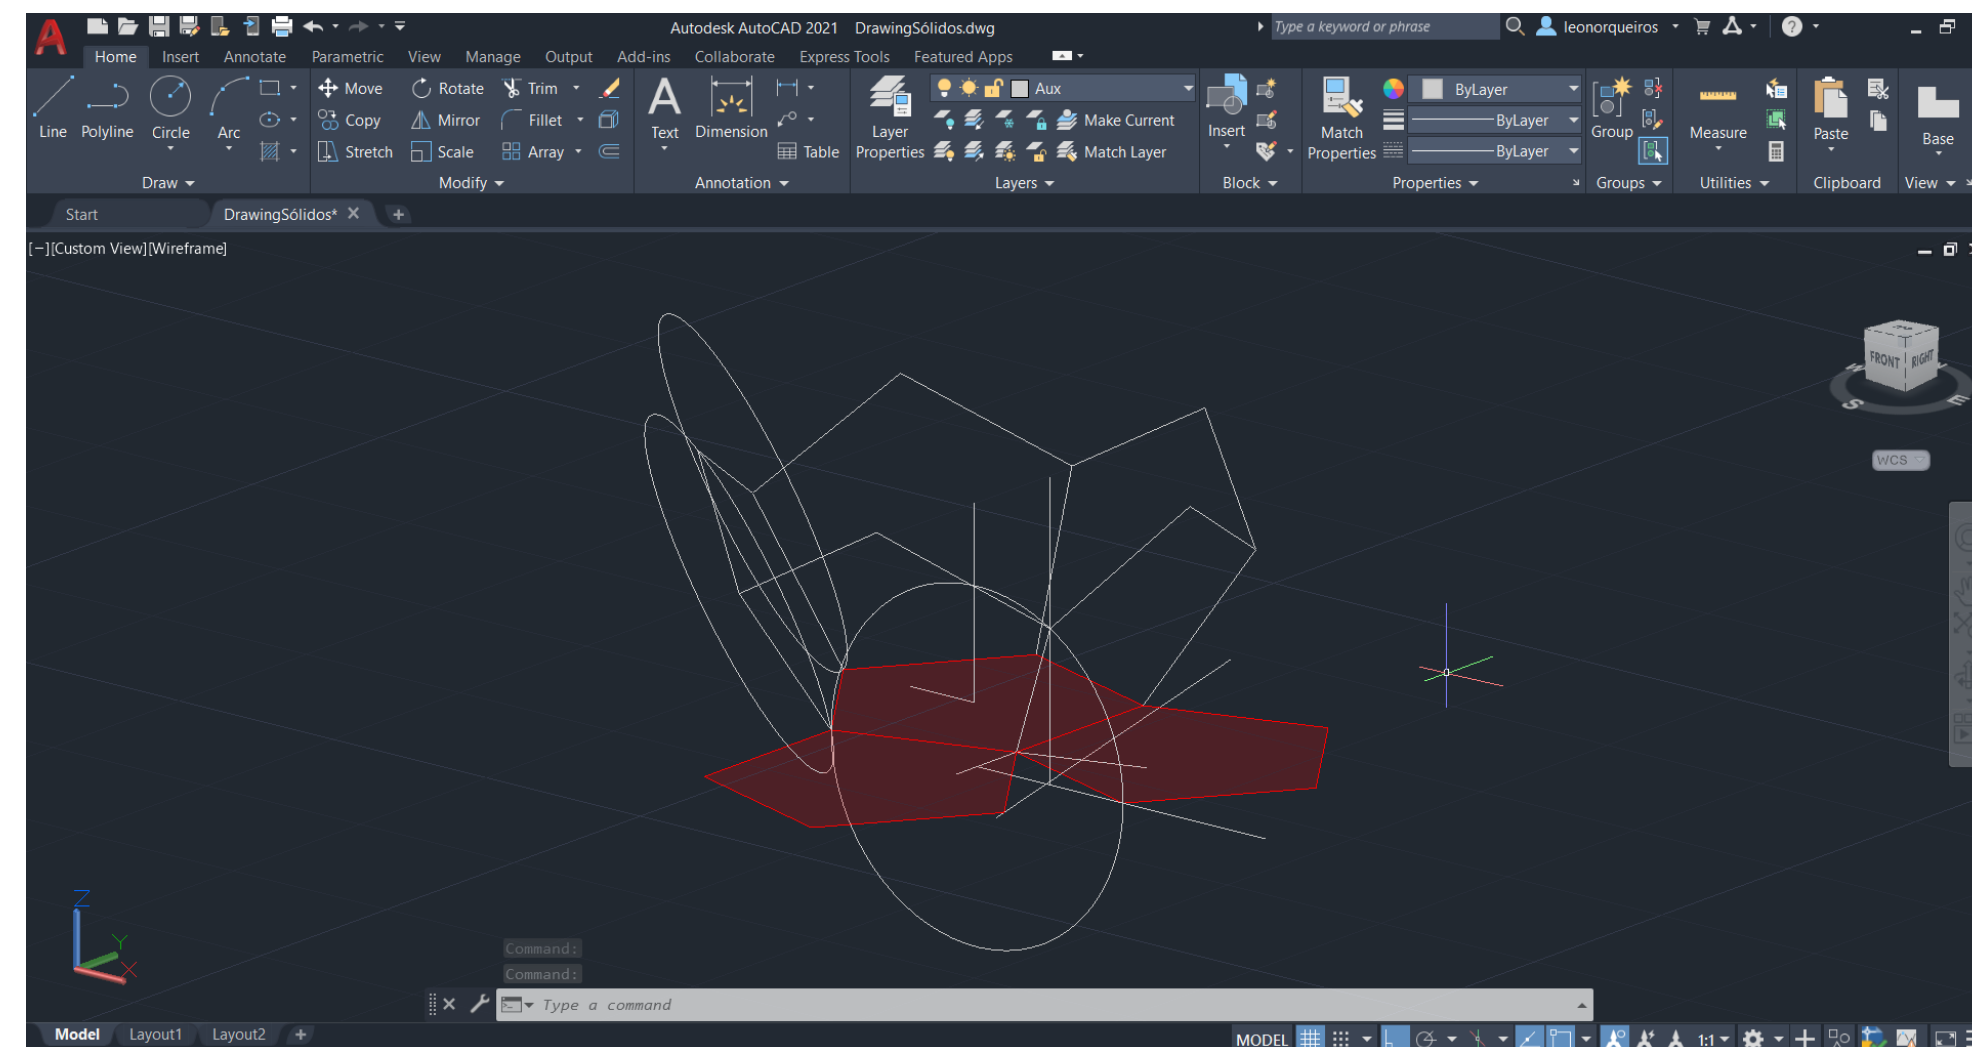 Autodesk AutoCAD 2021 DrawingSólidos.dwg Type a keyword or phrase leonorqueiros
Home Insert Annotate Parametric View Manage Output Add-ins Collaborate Express Tools Featured Apps
Move Rotate Trim Aux ByLayer
Line Polyline Circle Arc Copy Mirror Fillet Text Dimension Layer Properties Make Current Insert Match Properties ByLayer Group Measure Paste Base
Stretch Scale Array Table Match Layer ByLayer
Draw Modify Annotation Layers Block Properties Groups Utilities Clipboard View
Start DrawingSólidos* +
[−][Custom View][Wireframe]
FRONT RIGHT
S E
WCS
Z
Y
X
Command:
Command:
Type a command
Model Layout1 Layout2 + MODEL 1:1